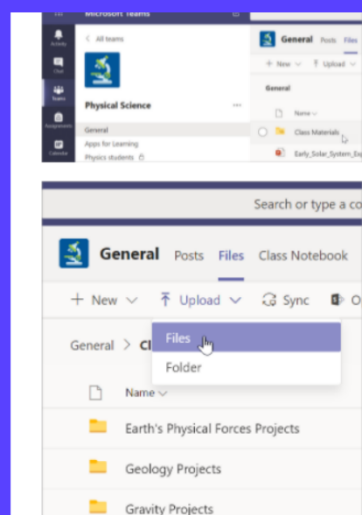 Microsoft Teams
Activity
Chat
Teams
Assignments
Calendar
< All teams
Physical Science ...
General
Apps for Learning
Physics students
General Posts Files
+ New Upload
General
Name
Class Materials
Early_Solar_System_Ex
Search or type a co
General Posts Files Class Notebook
+ New Upload Sync O
General > Cl
Files
Folder
Name
Earth's Physical Forces Projects
Geology Projects
Gravity Projects